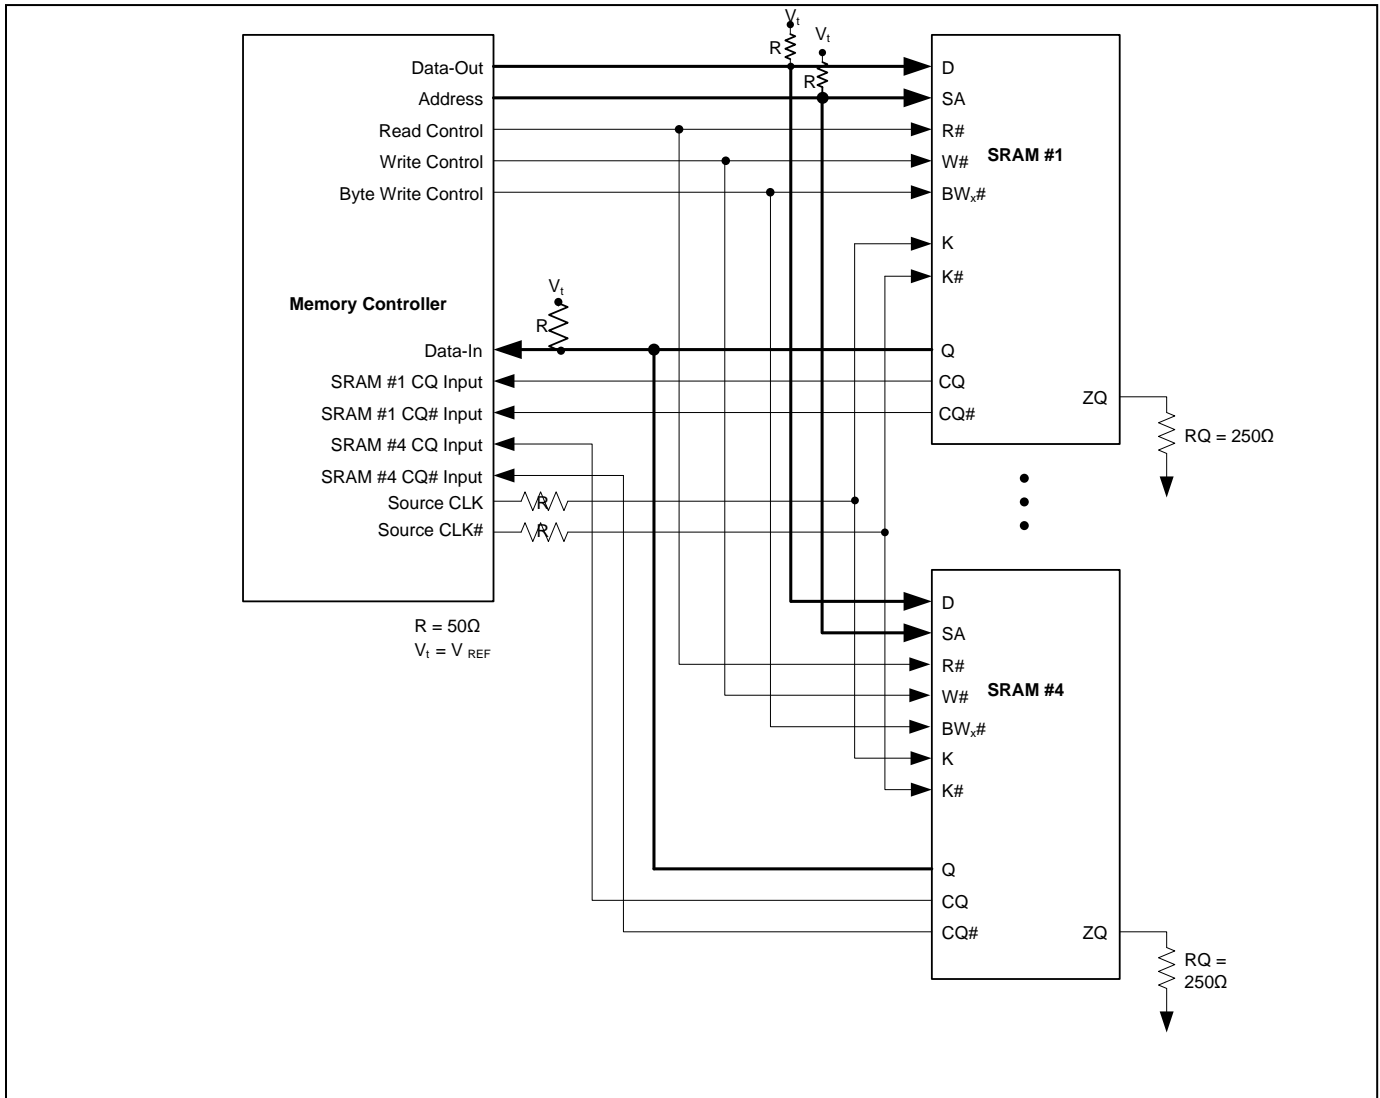 Vt
Vt
R
R
Data-Out
Address
Read Control
Write Control
Byte Write Control
Memory Controller
Vt
R
Data-In
SRAM #1 CQ Input
SRAM #1 CQ# Input
SRAM #4 CQ Input
SRAM #4 CQ# Input
Source CLK
R
Source CLK#
R
R = 50Ω
Vt = V REF
D
SA
R#
W#
SRAM #1
BWx#
K
K#
Q
CQ
CQ#
ZQ
RQ = 250Ω
D
SA
R#
W#
SRAM #4
BWx#
K
K#
Q
CQ
CQ#
ZQ
RQ =
250Ω